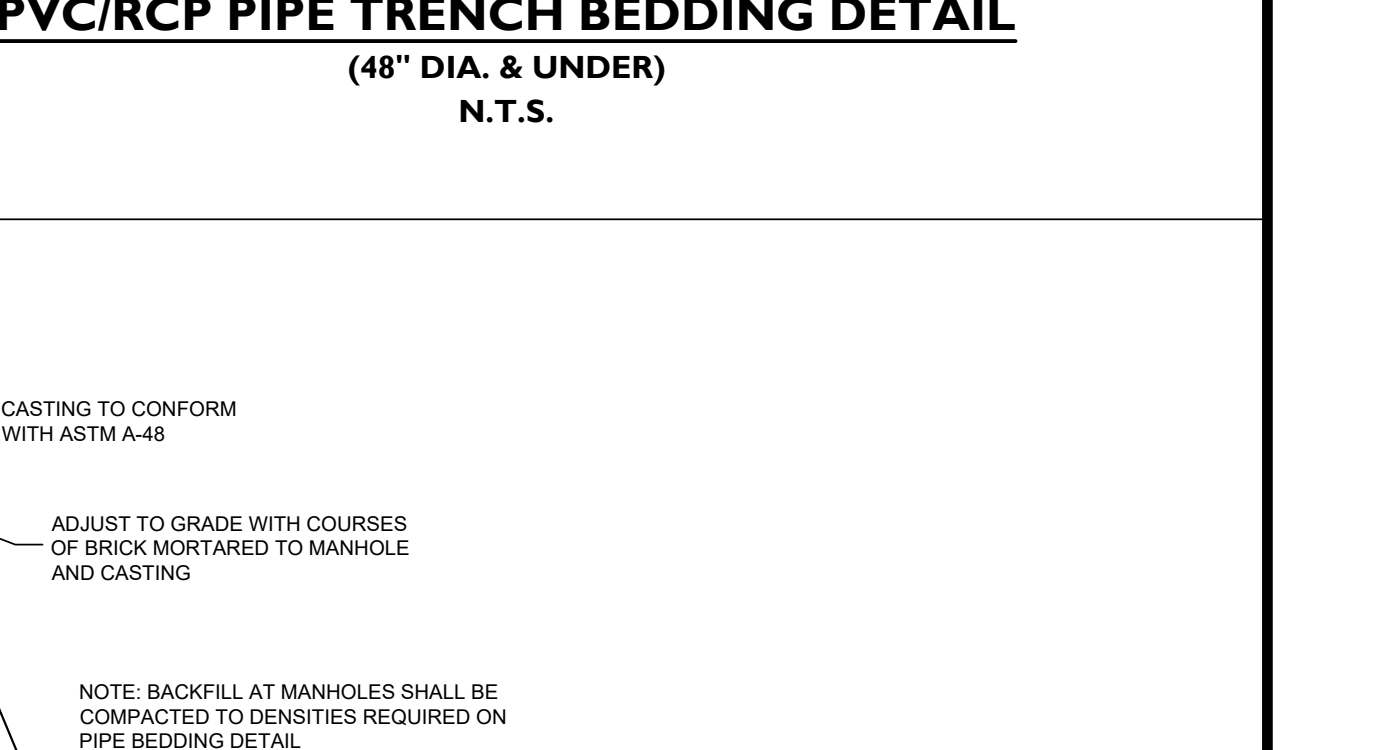 PVC/RCP PIPE TRENCH BEDDING DETAIL
(48" DIA. & UNDER)
N.T.S.
CASTING TO CONFORM
WITH ASTM A-48
ADJUST TO GRADE WITH COURSES
OF BRICK MORTARED TO MANHOLE
AND CASTING
NOTE: BACKFILL AT MANHOLES SHALL BE
COMPACTED TO DENSITIES REQUIRED ON
PIPE BEDDING DETAIL